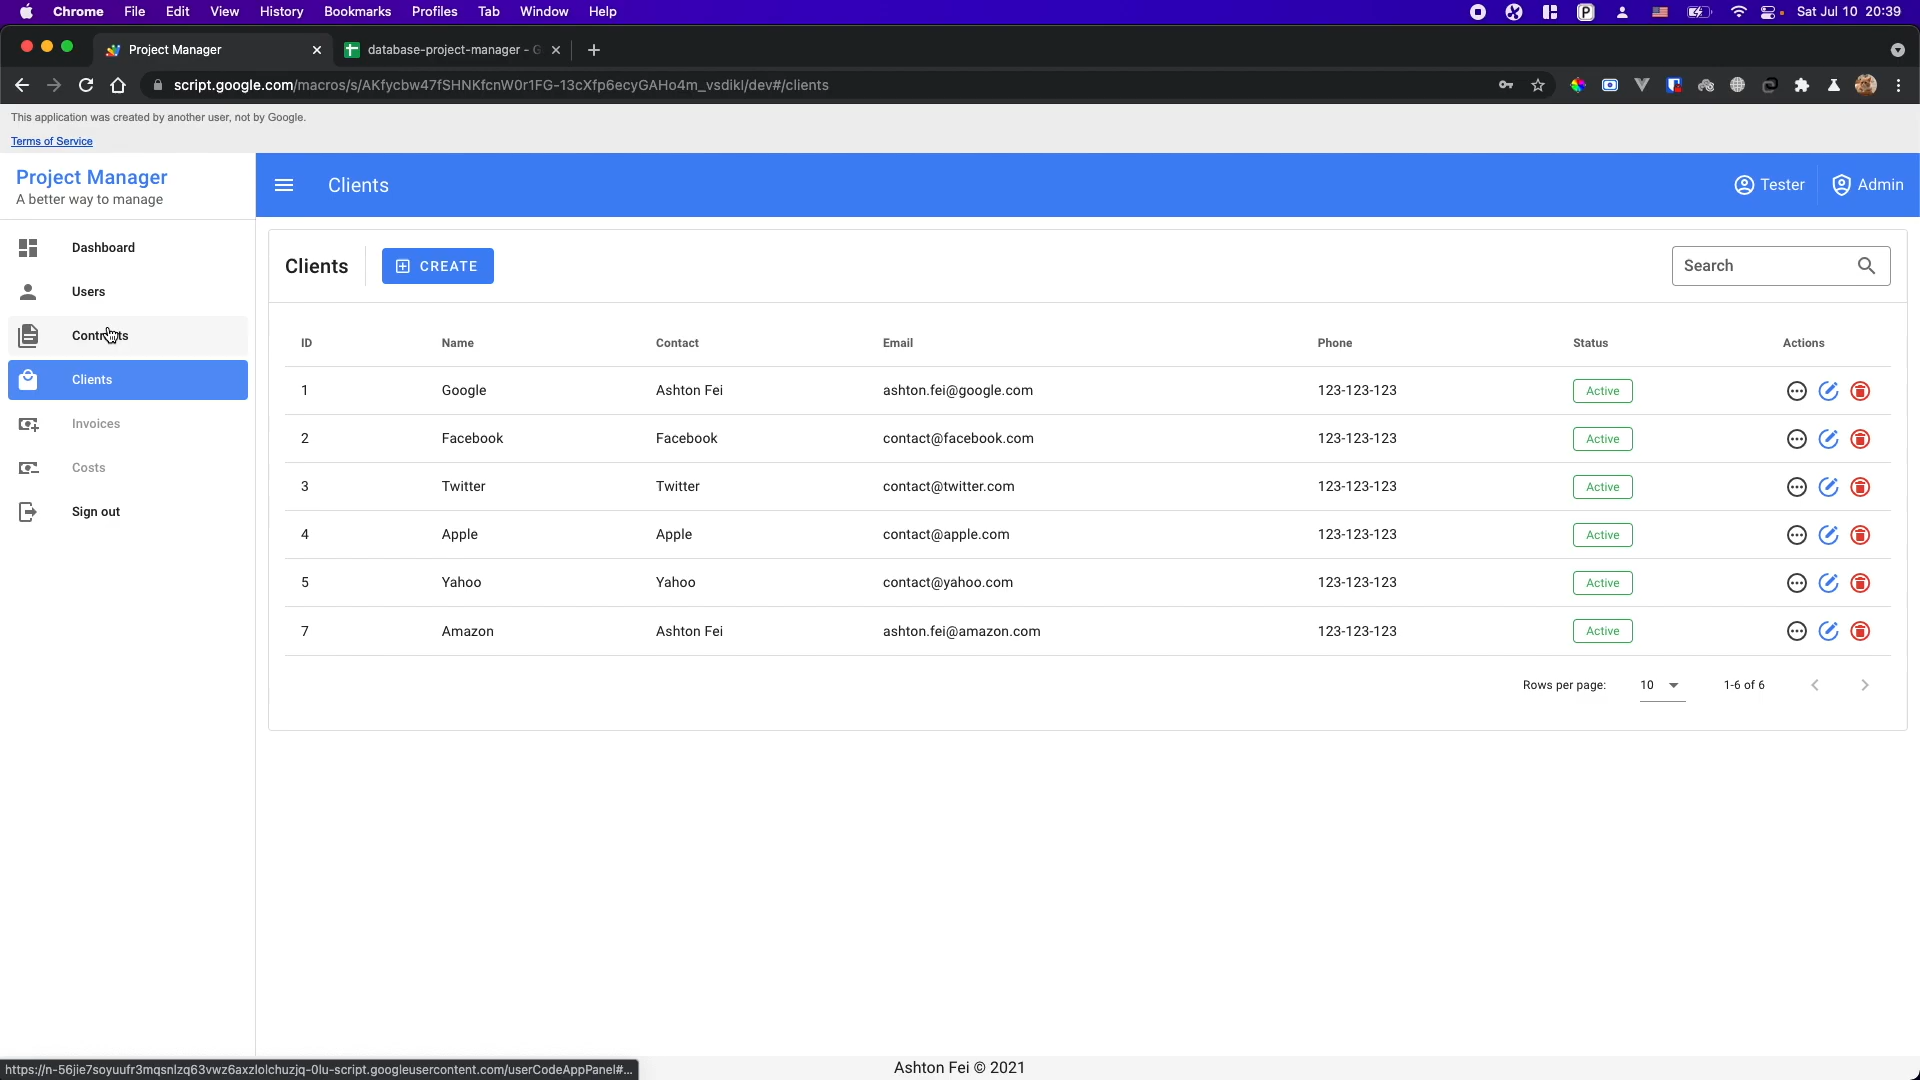 Chrome File Edit View History Bookmarks Profiles Tab Window Help
P Sat Jul 10 20:39
Project Manager
database-project-manager - G
script.google.com/macros/s/AKfycbw47fSHNKfcnW0r1FG-13cXfp6ecyGAHo4m_vsdikl/dev#/clients
This application was created by another user, not by Google.
Terms of Service
Project Manager
A better way to manage
Dashboard
Users
Contracts
Clients
Invoices
Costs
Sign out
Clients
Tester
Admin
Clients
CREATE
Search
ID Name Contact Email Phone Status Actions
1 Google Ashton Fei ashton.fei@google.com 123-123-123 Active
2 Facebook Facebook contact@facebook.com 123-123-123 Active
3 Twitter Twitter contact@twitter.com 123-123-123 Active
4 Apple Apple contact@apple.com 123-123-123 Active
5 Yahoo Yahoo contact@yahoo.com 123-123-123 Active
7 Amazon Ashton Fei ashton.fei@amazon.com 123-123-123 Active
Rows per page: 10 1-6 of 6
https://n-56jie7soyuufr3mqsnlzq63vwz6axzlolchuzjq-0lu-script.googleusercontent.com/userCodeAppPanel#...
Ashton Fei © 2021